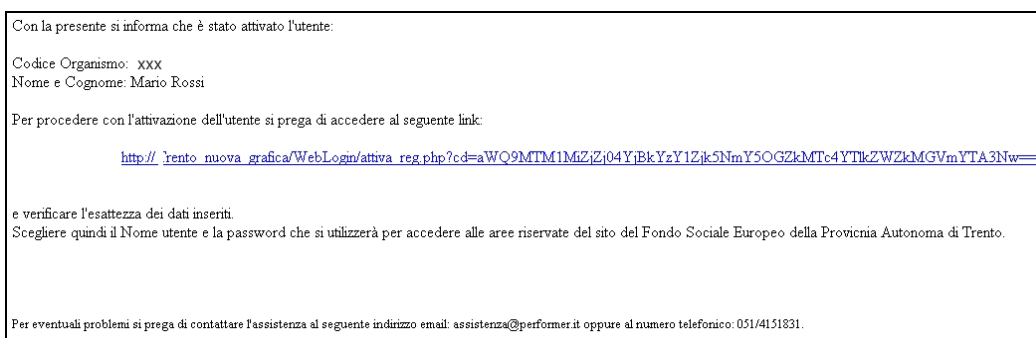 Con la presente si informa che è stato attivato l'utente:
Codice Organismo: xxx
Nome e Cognome: Mario Rossi
Per procedere con l'attivazione dell'utente si prega di accedere al seguente link:
http:// Trento_nuova_grafica/WebLogin/attiva_reg.php?cd=aWQ9MTM1MiZjZj04YjBkYzY1Zjk5NmY5OGZkMTc4YTlkZWZkMGVmYTA3Nw==
e verificare l'esattezza dei dati inseriti.
Scegliere quindi il Nome utente e la password che si utilizzerà per accedere alle aree riservate del sito del Fondo Sociale Europeo della Provicnia Autonoma di Trento.
Per eventuali problemi si prega di contattare l'assistenza al seguente indirizzo email: assistenza@performer.it oppure al numero telefonico: 051/4151831.